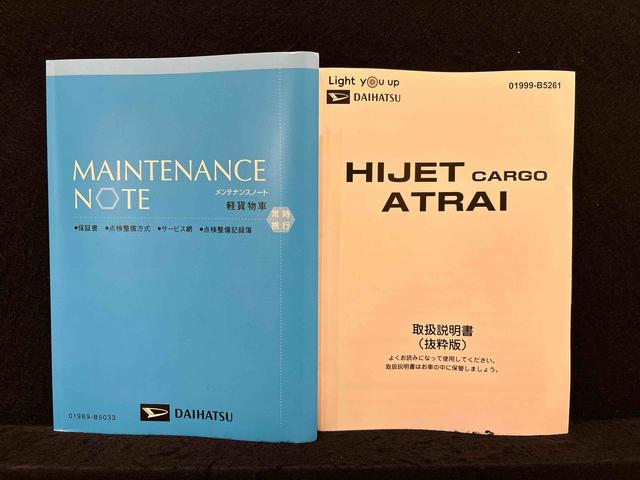 MAINTENANCE
NOTE
メンテナンスノート
軽貨物車
常時
携行
◆保証書 ◆点検整備方式 ◆サービス網 ◆点検整備記録簿
01989-B5033
DAIHATSU
Light you up
DAIHATSU
01999-B5261
HIJET CARGO
ATRAI
取扱説明書
(抜粋版)
よくお読みになって使用してください。
取扱説明書はお車の中に保管しましょう。